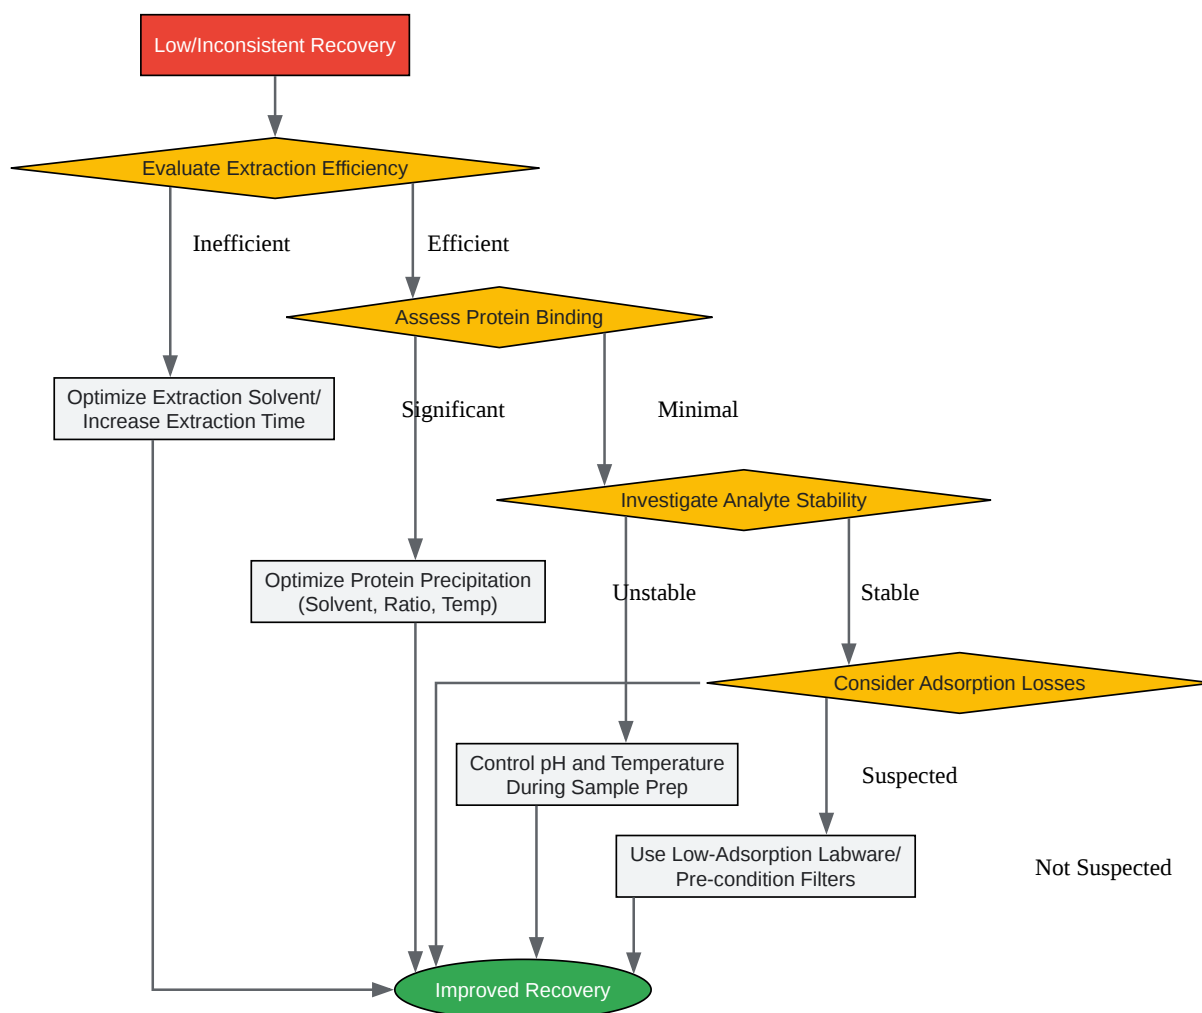 Low/Inconsistent Recovery
Evaluate Extraction Efficiency
Inefficient
Efficient
Assess Protein Binding
Optimize Extraction Solvent/
Increase Extraction Time
Significant
Minimal
Investigate Analyte Stability
Optimize Protein Precipitation
(Solvent, Ratio, Temp)
Unstable
Stable
Consider Adsorption Losses
Control pH and Temperature
During Sample Prep
Suspected
Use Low-Adsorption Labware/
Pre-condition Filters
Not Suspected
Improved Recovery